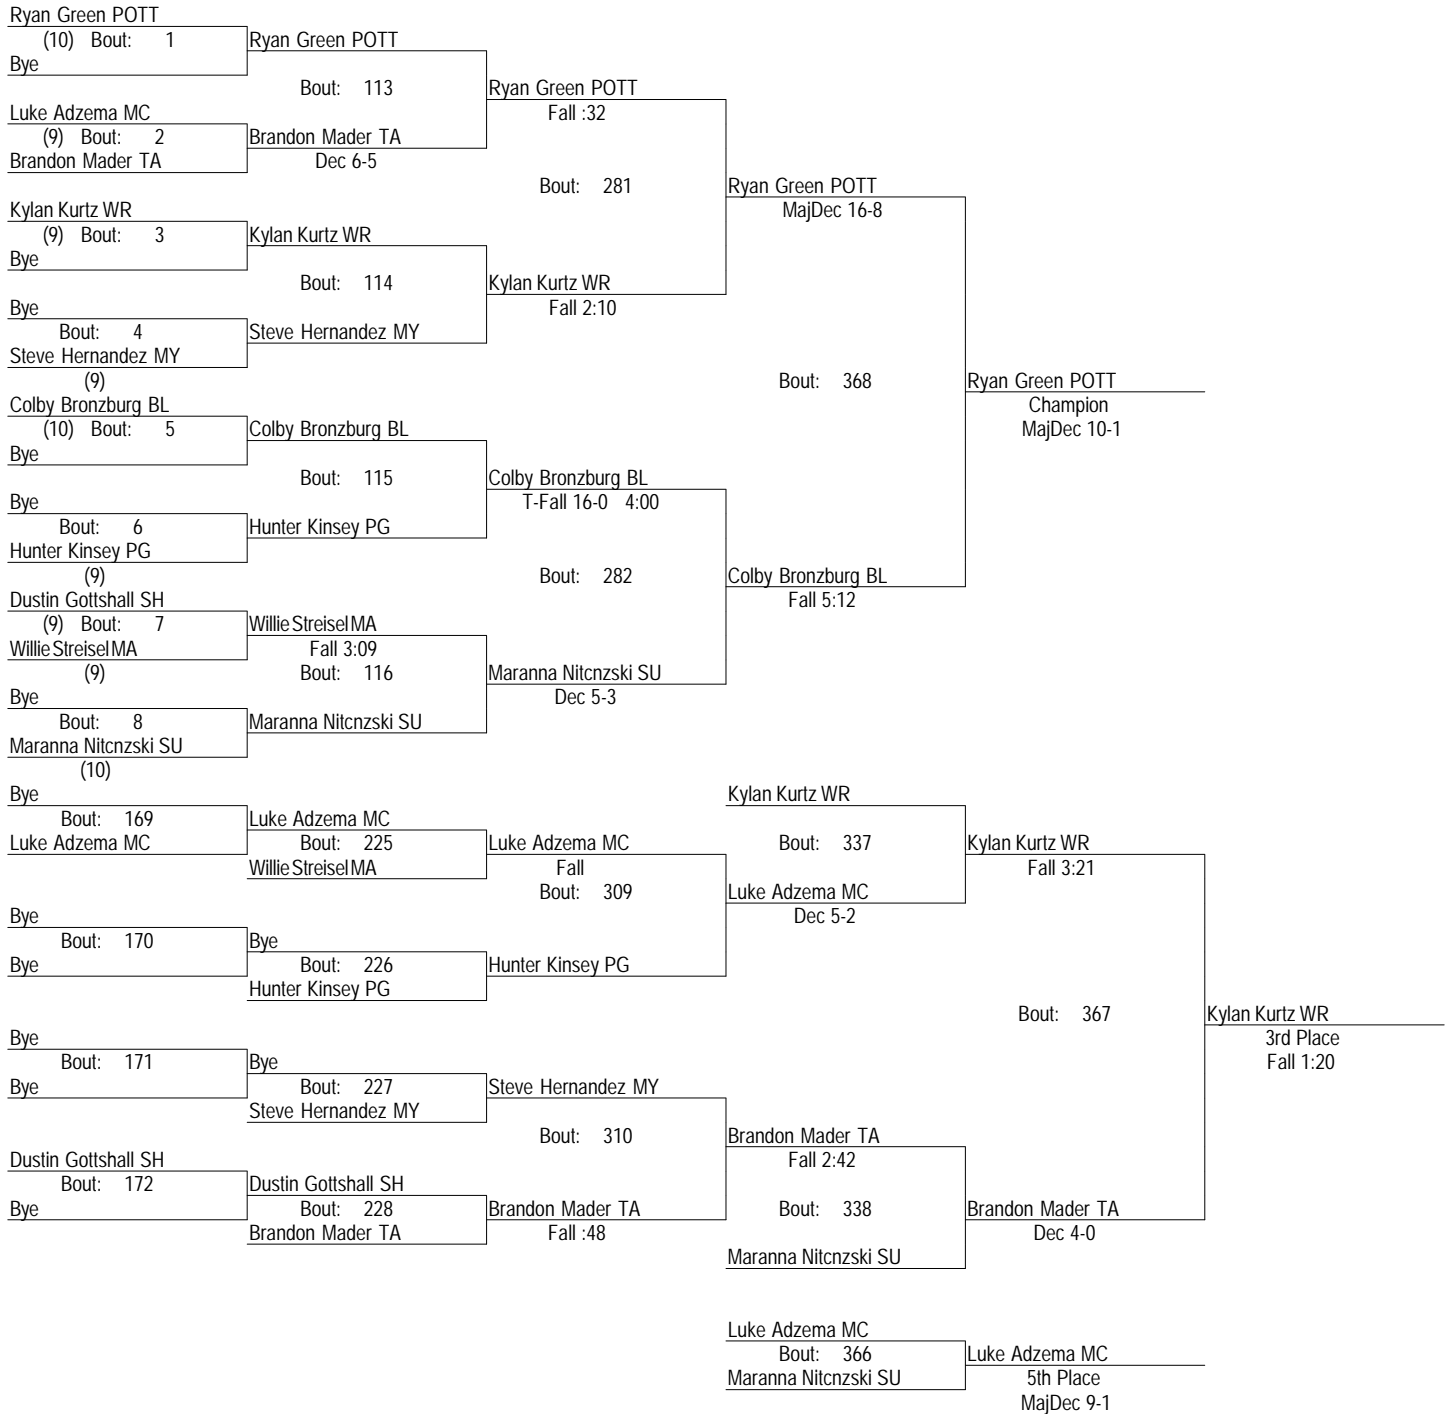 Ryan Green POTT
(10) Bout: 1
Ryan Green POTT
Bye
Bout: 113
Ryan Green POTT
Luke Adzema MC
Fall :32
(9) Bout: 2
Brandon Mader TA
Brandon Mader TA
Dec 6-5
Bout: 281
Ryan Green POTT
Kylan Kurtz WR
MajDec 16-8
(9) Bout: 3
Kylan Kurtz WR
Bye
Bout: 114
Kylan Kurtz WR
Bye
Fall 2:10
Bout: 4
Steve Hernandez MY
Steve Hernandez MY
(9)
Bout: 368
Ryan Green POTT
Colby Bronzburg BL
Champion
(10) Bout: 5
Colby Bronzburg BL
MajDec 10-1
Bye
Bout: 115
Colby Bronzburg BL
Bye
T-Fall 16-0 4:00
Bout: 6
Hunter Kinsey PG
Hunter Kinsey PG
(9)
Bout: 282
Colby Bronzburg BL
Dustin Gottshall SH
Fall 5:12
(9) Bout: 7
Willie Streisel MA
Willie Streisel MA
Fall 3:09
(9)
Bout: 116
Maranna Nitcnzski SU
Bye
Dec 5-3
Bout: 8
Maranna Nitcnzski SU
Maranna Nitcnzski SU
(10)
Bye
Kylan Kurtz WR
Bout: 169
Luke Adzema MC
Luke Adzema MC
Bout: 225
Luke Adzema MC
Bout: 337
Kylan Kurtz WR
Willie Streisel MA
Fall
Fall 3:21
Bout: 309
Luke Adzema MC
Bye
Dec 5-2
Bout: 170
Bye
Bye
Bout: 226
Hunter Kinsey PG
Hunter Kinsey PG
Bout: 367
Kylan Kurtz WR
Bye
3rd Place
Bout: 171
Bye
Fall 1:20
Bye
Bout: 227
Steve Hernandez MY
Steve Hernandez MY
Bout: 310
Brandon Mader TA
Dustin Gottshall SH
Fall 2:42
Bout: 172
Dustin Gottshall SH
Bye
Bout: 228
Brandon Mader TA
Bout: 338
Brandon Mader TA
Brandon Mader TA
Fall :48
Dec 4-0
Maranna Nitcnzski SU
Luke Adzema MC
Bout: 366
Luke Adzema MC
Maranna Nitcnzski SU
5th Place
MajDec 9-1